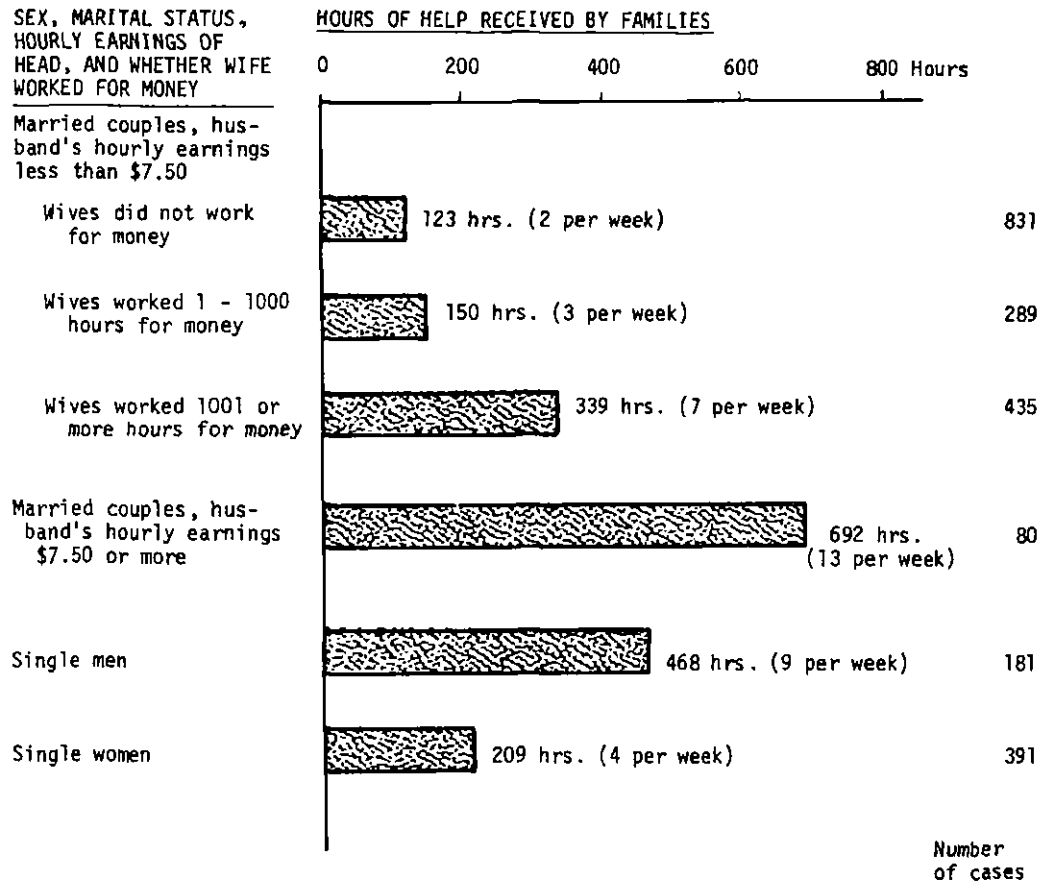 SEX, MARITAL STATUS,
HOURLY EARNINGS OF
HEAD, AND WHETHER WIFE
WORKED FOR MONEY
HOURS OF HELP RECEIVED BY FAMILIES
0 200 400 600 800 Hours
Married couples, hus-
band's hourly earnings
less than $7.50
Wives did not work
for money
123 hrs. (2 per week) 831
Wives worked 1 - 1000
hours for money
150 hrs. (3 per week) 289
Wives worked 1001 or
more hours for money
339 hrs. (7 per week) 435
Married couples, hus-
band's hourly earnings
$7.50 or more
692 hrs. 80
(13 per week)
Single men 468 hrs. (9 per week) 181
Single women 209 hrs. (4 per week) 391
Number
of cases